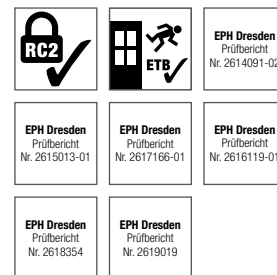 RC2
ETB
EPH Dresden
Prüfbericht
Nr. 2614091-02
EPH Dresden
Prüfbericht
Nr. 2615013-01
EPH Dresden
Prüfbericht
Nr. 2617166-01
EPH Dresden
Prüfbericht
Nr. 2616119-01
EPH Dresden
Prüfbericht
Nr. 2618354
EPH Dresden
Prüfbericht
Nr. 2619019